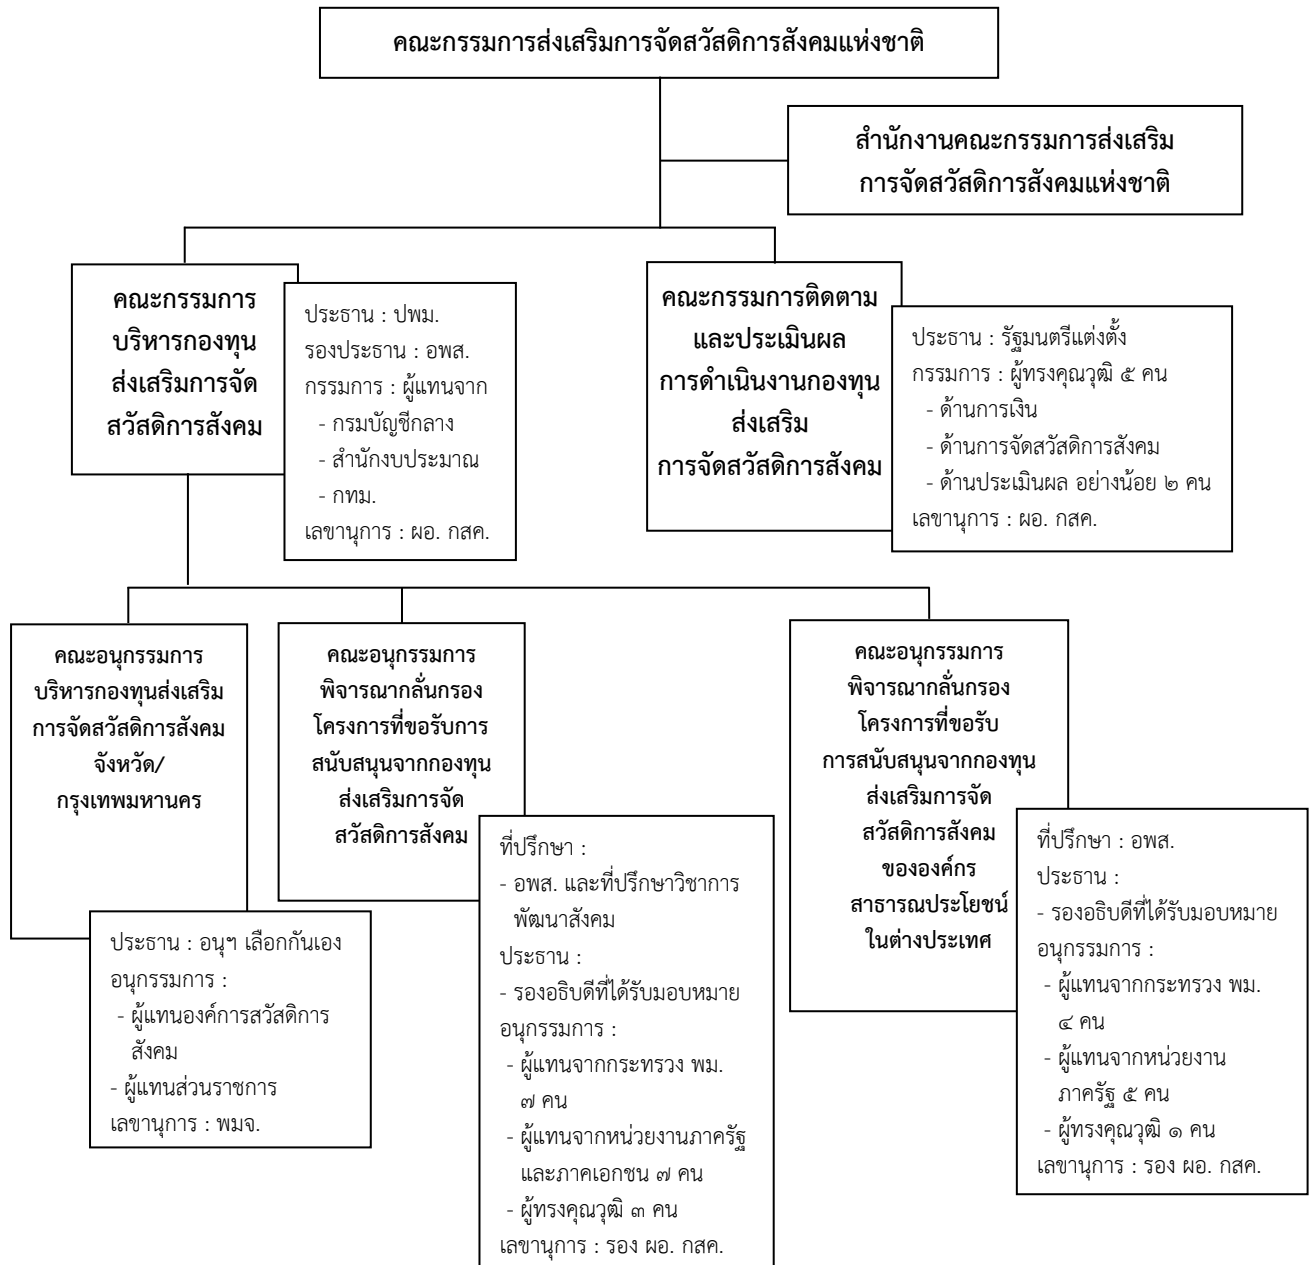 คณะกรรมการส่งเสริมการจัดสวัสดิการสังคมแห่งชาติ
สำนักงานคณะกรรมการส่งเสริม
การจัดสวัสดิการสังคมแห่งชาติ
คณะกรรมการ
บริหารกองทุน
ส่งเสริมการจัด
สวัสดิการสังคม
ประธาน : ปพม.
รองประธาน : อพส.
กรรมการ : ผู้แทนจาก
- กรมบัญชีกลาง
- สำนักงบประมาณ
- กทม.
เลขานุการ : ผอ. กสค.
คณะกรรมการติดตาม
และประเมินผล
การดำเนินงานกองทุน
ส่งเสริม
การจัดสวัสดิการสังคม
ประธาน : รัฐมนตรีแต่งตั้ง
กรรมการ : ผู้ทรงคุณวุฒิ ๕ คน
- ด้านการเงิน
- ด้านการจัดสวัสดิการสังคม
- ด้านประเมินผล อย่างน้อย ๒ คน
เลขานุการ : ผอ. กสค.
คณะอนุกรรมการ
บริหารกองทุนส่งเสริม
การจัดสวัสดิการสังคม
จังหวัด/
กรุงเทพมหานคร
ประธาน : อนุฯ เลือกกันเอง
อนุกรรมการ :
- ผู้แทนองค์การสวัสดิการ
สังคม
- ผู้แทนส่วนราชการ
เลขานุการ : พมจ.
คณะอนุกรรมการ
พิจารณากลั่นกรอง
โครงการที่ขอรับการ
สนับสนุนจากกองทุน
ส่งเสริมการจัด
สวัสดิการสังคม
ที่ปรึกษา :
- อพส. และที่ปรึกษาวิชาการ
พัฒนาสังคม
ประธาน :
- รองอธิบดีที่ได้รับมอบหมาย
อนุกรรมการ :
- ผู้แทนจากกระทรวง พม.
๗ คน
- ผู้แทนจากหน่วยงานภาครัฐ
และภาคเอกชน ๗ คน
- ผู้ทรงคุณวุฒิ ๓ คน
เลขานุการ : รอง ผอ. กสค.
คณะอนุกรรมการ
พิจารณากลั่นกรอง
โครงการที่ขอรับ
การสนับสนุนจากกองทุน
ส่งเสริมการจัด
สวัสดิการสังคม
ขององค์กร
สาธารณประโยชน์
ในต่างประเทศ
ที่ปรึกษา : อพส.
ประธาน :
- รองอธิบดีที่ได้รับมอบหมาย
อนุกรรมการ :
- ผู้แทนจากกระทรวง พม.
๔ คน
- ผู้แทนจากหน่วยงาน
ภาครัฐ ๕ คน
- ผู้ทรงคุณวุฒิ ๑ คน
เลขานุการ : รอง ผอ. กสค.